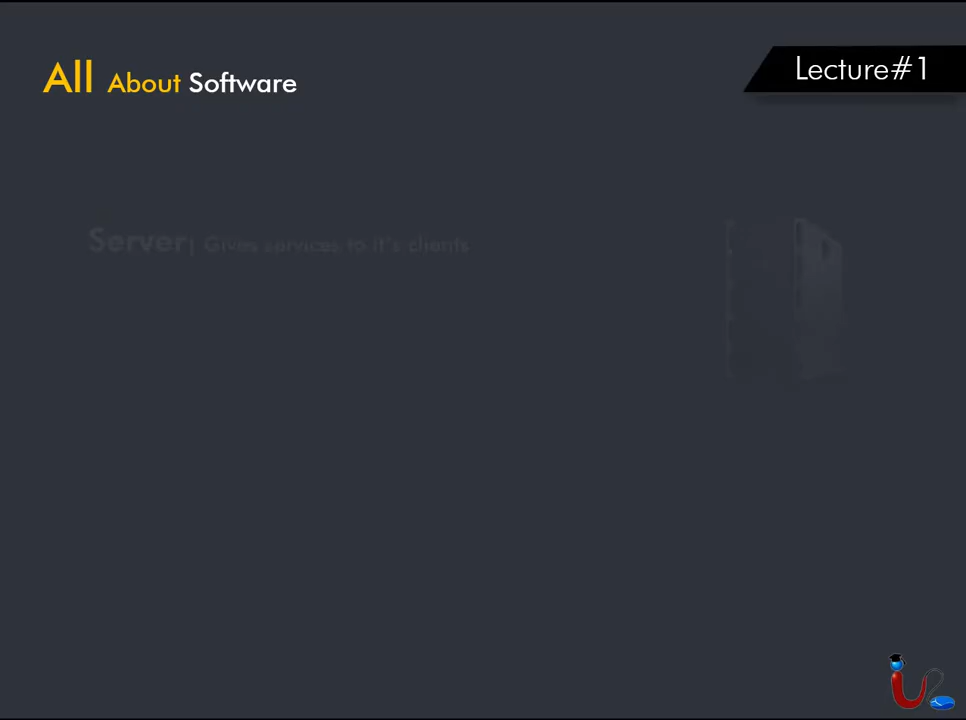 All About Software
Lecture#1
Server| Gives services to it's clients